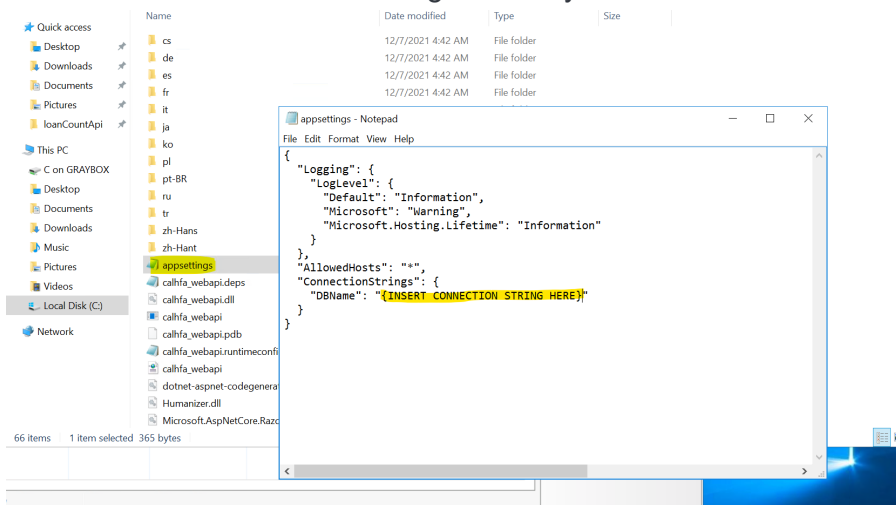 Name Date modified Type Size
Quick access
Desktop
Downloads
Documents
Pictures
loanCountApi
This PC
C on GRAYBOX
Desktop
Documents
Downloads
Music
Pictures
Videos
Local Disk (C:)
Network
cs 12/7/2021 4:42 AM File folder
de 12/7/2021 4:42 AM File folder
es 12/7/2021 4:42 AM File folder
fr 12/7/2021 4:42 AM File folder
it
ja
ko
pl
pt-BR
ru
tr
zh-Hans
zh-Hant
appsettings
calhfa_webapi.deps
calhfa_webapi.dll
calhfa_webapi
calhfa_webapi.pdb
calhfa_webapi.runtimeconfi
calhfa_webapi
dotnet-aspnet-codegenera
Humanizer.dll
Microsoft.AspNetCore.Razo
66 items 1 item selected 365 bytes
appsettings - Notepad
File Edit Format View Help
{
"Logging": {
"LogLevel": {
"Default": "Information",
"Microsoft": "Warning",
"Microsoft.Hosting.Lifetime": "Information"
}
},
"AllowedHosts": "*",
"ConnectionStrings": {
"DBName": "{INSERT CONNECTION STRING HERE}"
}
}